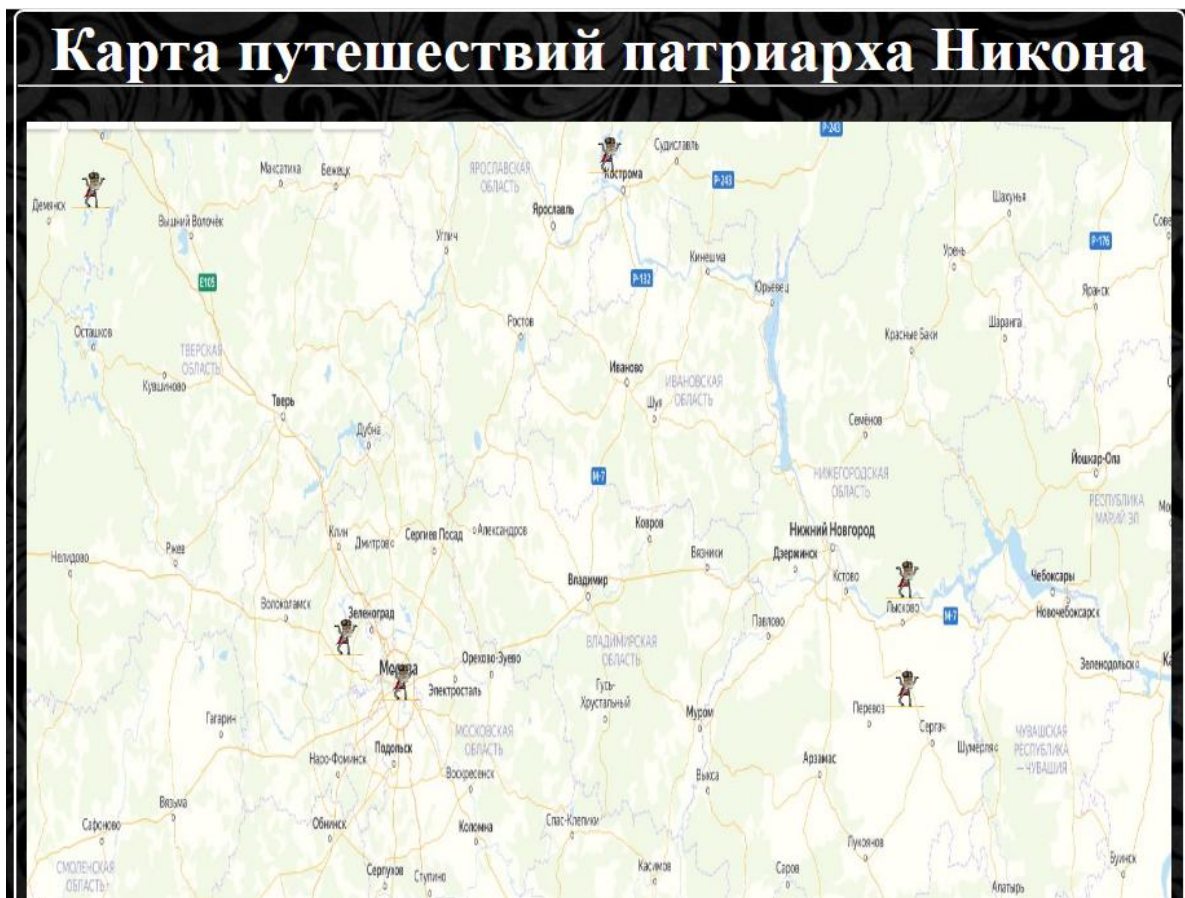 Карта путешествий патриарха Никона
Р-243
Судиславль
Максатиха
Бежецк
ЯРОСЛАВСКАЯ
ОБЛАСТЬ
Кострома
Р-243
Шахунья
Демянск
Вышний Волочёк
Ярославль
Углич
Р-176
Урень
Кинешма
Е105
Р-132
Юрьевец
Яранск
Осташков
Ростов
Шаранга
Красные Баки
ТВЕРСКАЯ
ОБЛАСТЬ
Иваново
ИВАНОВСКАЯ
ОБЛАСТЬ
Кувшиново
Тверь
Шуя
Семёнов
Дубна
Йошкар-Ола
М-7
НИЖЕГОРОДСКАЯ
ОБЛАСТЬ
РЕСПУБЛИКА
МАРИЙ ЭЛ
Клин
Дмитров
Сергиев Посад
Александров
Ковров
Нижний Новгород
Нелидово
Ржев
Вязники
Дзержинск
Кстово
Владимир
Чебоксары
Волоколамск
Зеленоград
Лысково
М-7
Новочебоксарск
Павлово
ВЛАДИМИРСКАЯ
ОБЛАСТЬ
Москва
Орехово-Зуево
Зеленодольск
Электросталь
Гусь-
Хрустальный
Гагарин
Муром
Перевоз
Сергач
МОСКОВСКАЯ
ОБЛАСТЬ
ЧУВАШСКАЯ
РЕСПУБЛИКА
— ЧУВАШИЯ
Подольск
Наро-Фоминск
Шумерля
Арзамас
Воскресенск
Выкса
Вязьма
Сафоново
Обнинск
Коломна
Спас-Клепики
Лукоянов
СМОЛЕНСКАЯ
ОБЛАСТЬ
Серпухов
Ступино
Касимов
Саров
Буинск
Алатырь